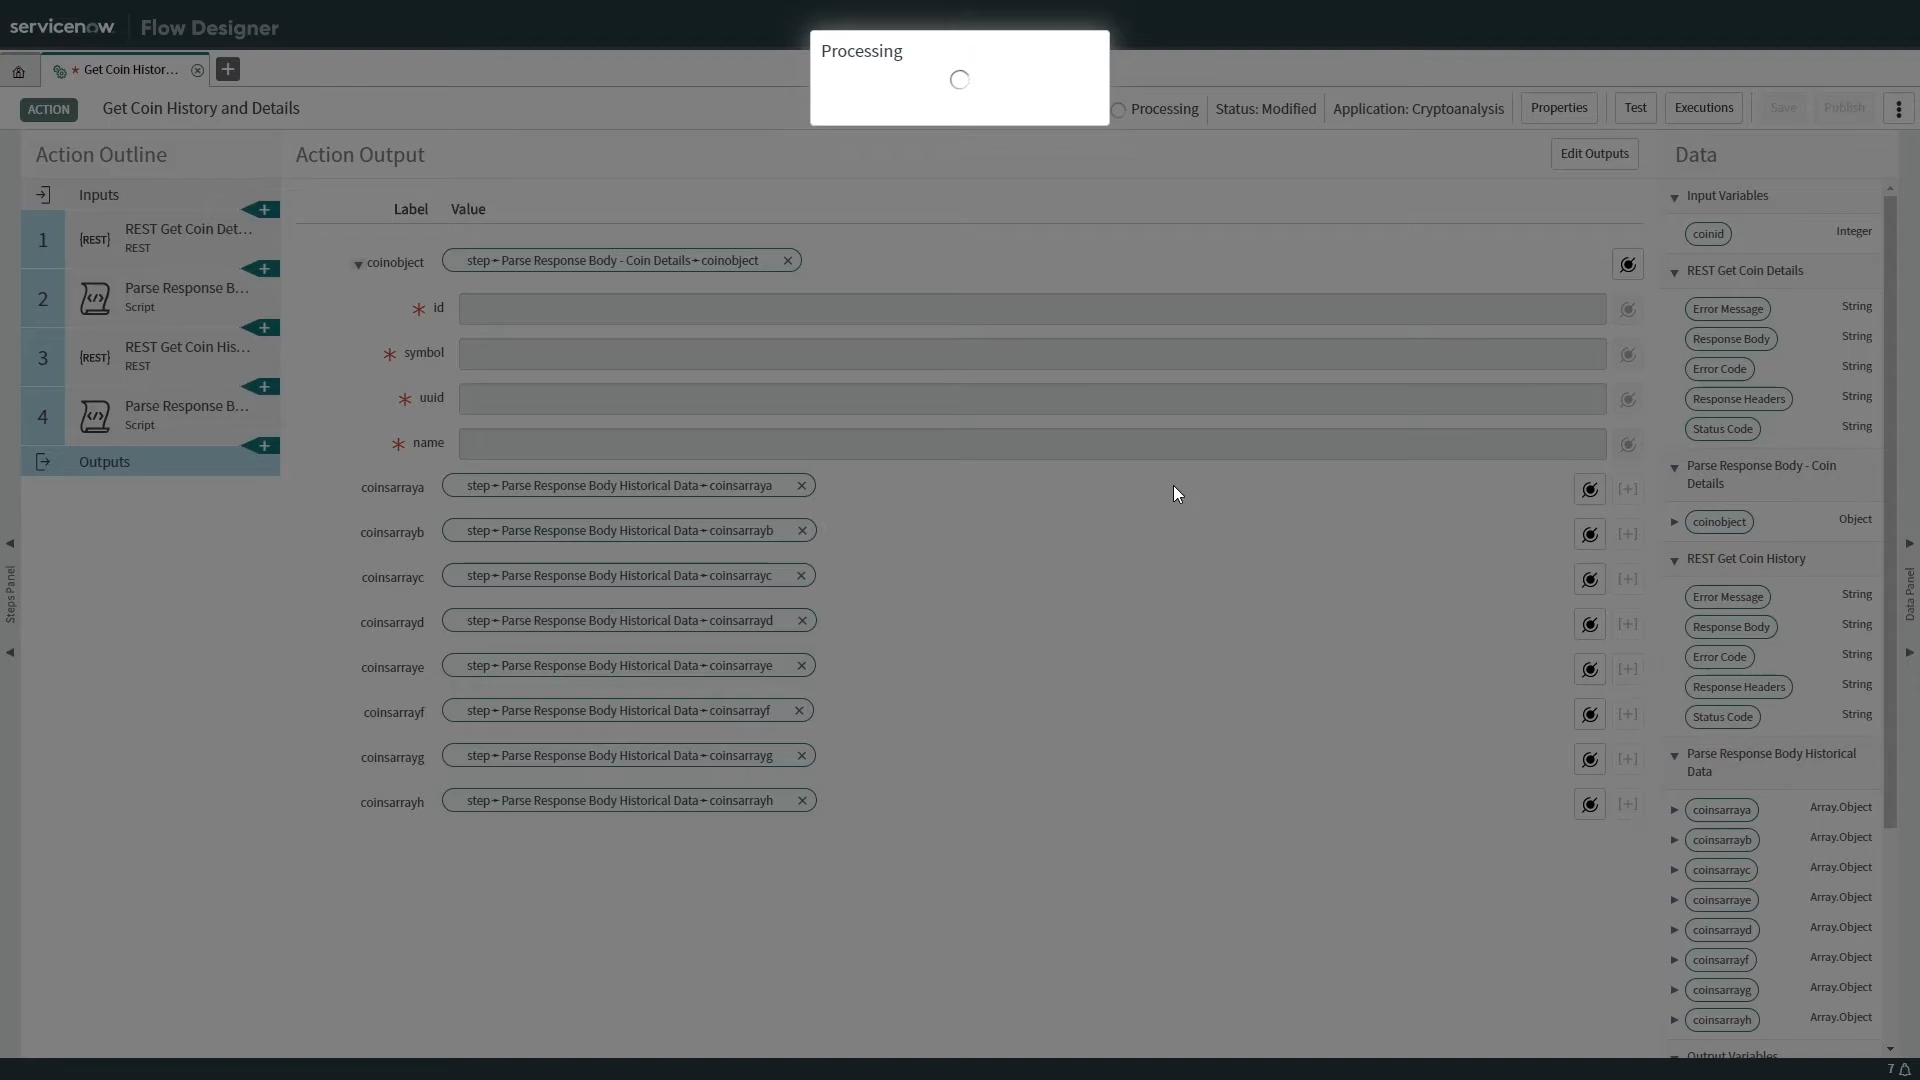 servicenow Flow Designer
Processing
Get Coin Histor...
ACTION Get Coin History and Details
Processing Status: Modified Application: Cryptoanalysis Properties Test Executions Save Publish
Action Outline
Inputs
1 {REST} REST Get Coin Det...
REST
2 Parse Response B...
Script
3 {REST} REST Get Coin His...
REST
4 Parse Response B...
Script
Outputs
Steps Panel
Action Output
Edit Outputs
Label Value
coinobject step Parse Response Body - Coin Details coinobject
id
symbol
uuid
name
coinsarraya step Parse Response Body Historical Data coinsarraya [+]
coinsarrayb step Parse Response Body Historical Data coinsarrayb [+]
coinsarrayc step Parse Response Body Historical Data coinsarrayc [+]
coinsarrayd step Parse Response Body Historical Data coinsarrayd [+]
coinsarraye step Parse Response Body Historical Data coinsarraye [+]
coinsarrayf step Parse Response Body Historical Data coinsarrayf [+]
coinsarrayg step Parse Response Body Historical Data coinsarrayg [+]
coinsarrayh step Parse Response Body Historical Data coinsarrayh [+]
Data
Input Variables
coinid Integer
REST Get Coin Details
Error Message String
Response Body String
Error Code String
Response Headers String
Status Code String
Parse Response Body - Coin
Details
coinobject Object
REST Get Coin History
Error Message String
Response Body String
Error Code String
Response Headers String
Status Code String
Parse Response Body Historical
Data
coinsarraya Array.Object
coinsarrayb Array.Object
coinsarrayc Array.Object
coinsarraye Array.Object
coinsarrayd Array.Object
coinsarrayf Array.Object
coinsarrayg Array.Object
coinsarrayh Array.Object
Output Variables
Data Panel
7